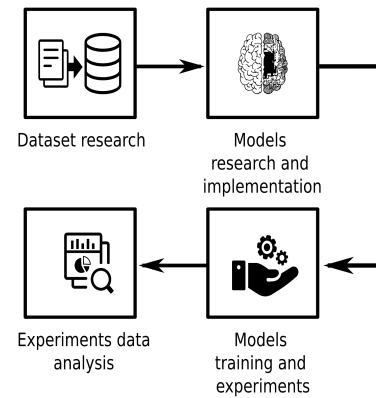 Dataset research
Models
research and
implementation
Experiments data
analysis
Models
training and
experiments